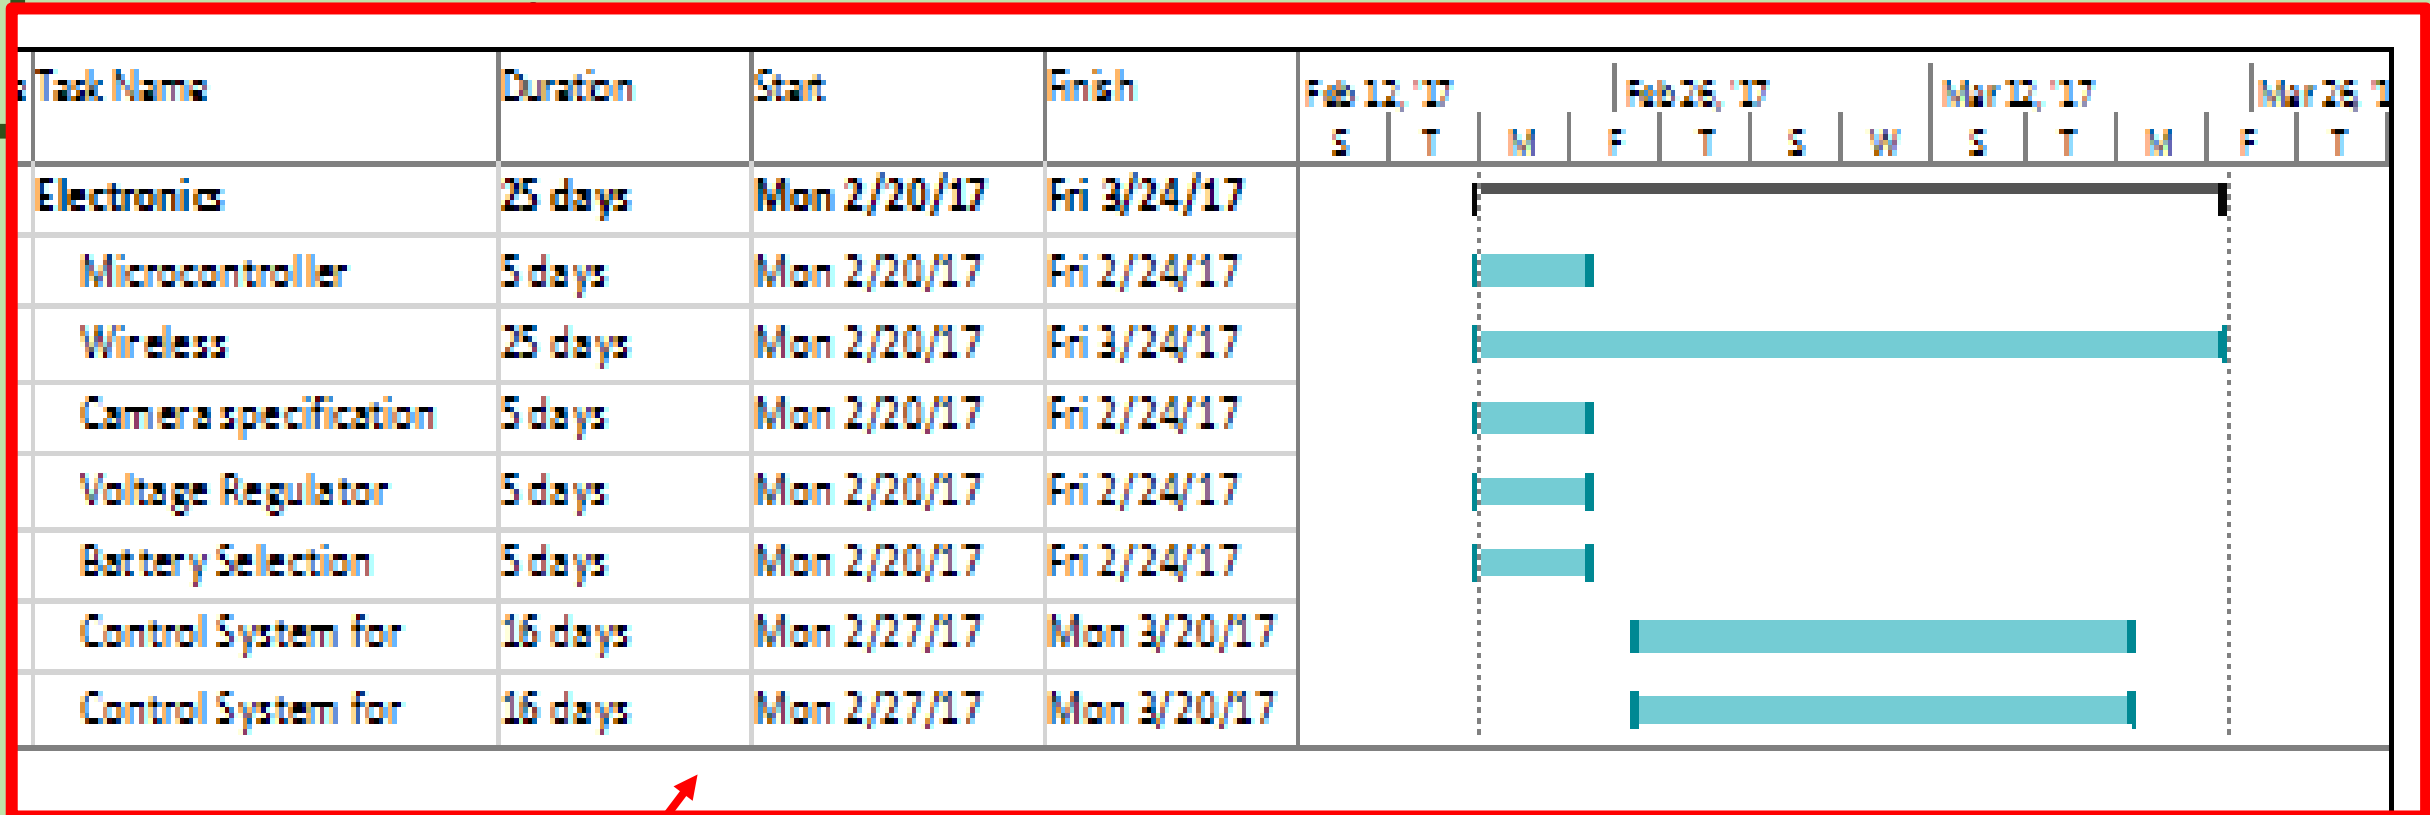 Task Name Duration Start Finish Feb 12, '17 Feb 26, '17 Mar 12, '17 Mar 26, '1
S T M F T S W S T M F T
Electronics 25 days Mon 2/20/17 Fri 3/24/17
Microcontroller 5 days Mon 2/20/17 Fri 2/24/17
Wireless 25 days Mon 2/20/17 Fri 3/24/17
Camera specification 5 days Mon 2/20/17 Fri 2/24/17
Voltage Regulator 5 days Mon 2/20/17 Fri 2/24/17
Battery Selection 5 days Mon 2/20/17 Fri 2/24/17
Control System for 16 days Mon 2/27/17 Mon 3/20/17
Control System for 16 days Mon 2/27/17 Mon 3/20/17